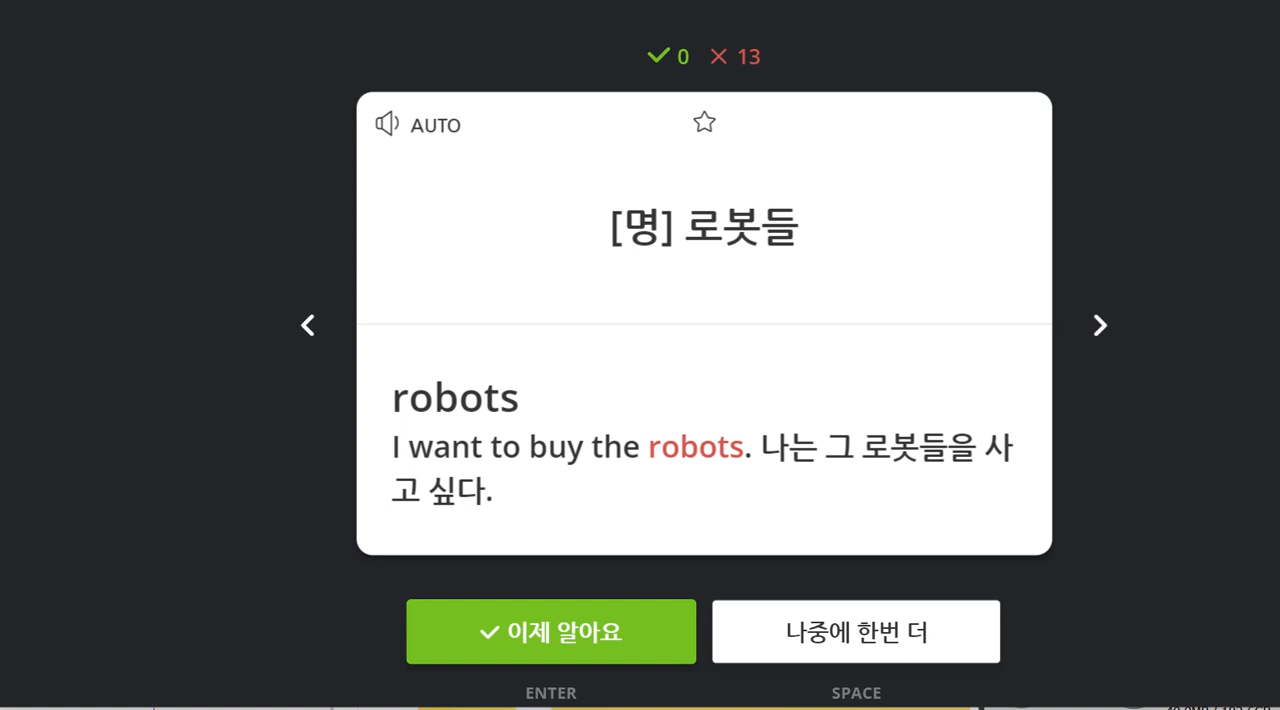 0 13
AUTO
[명] 로봇들
robots
I want to buy the robots. 나는 그 로봇들을 사
고 싶다.
이제 알아요 나중에 한번 더
ENTER SPACE